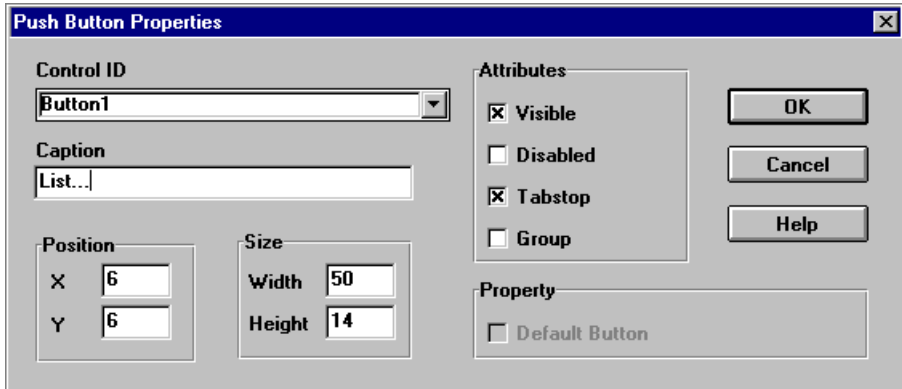 Push Button Properties
Control ID
Button1
Caption
List...
Position
X 6
Y 6
Size
Width 50
Height 14
Attributes
Visible
Disabled
Tabstop
Group
Property
Default Button
OK
Cancel
Help